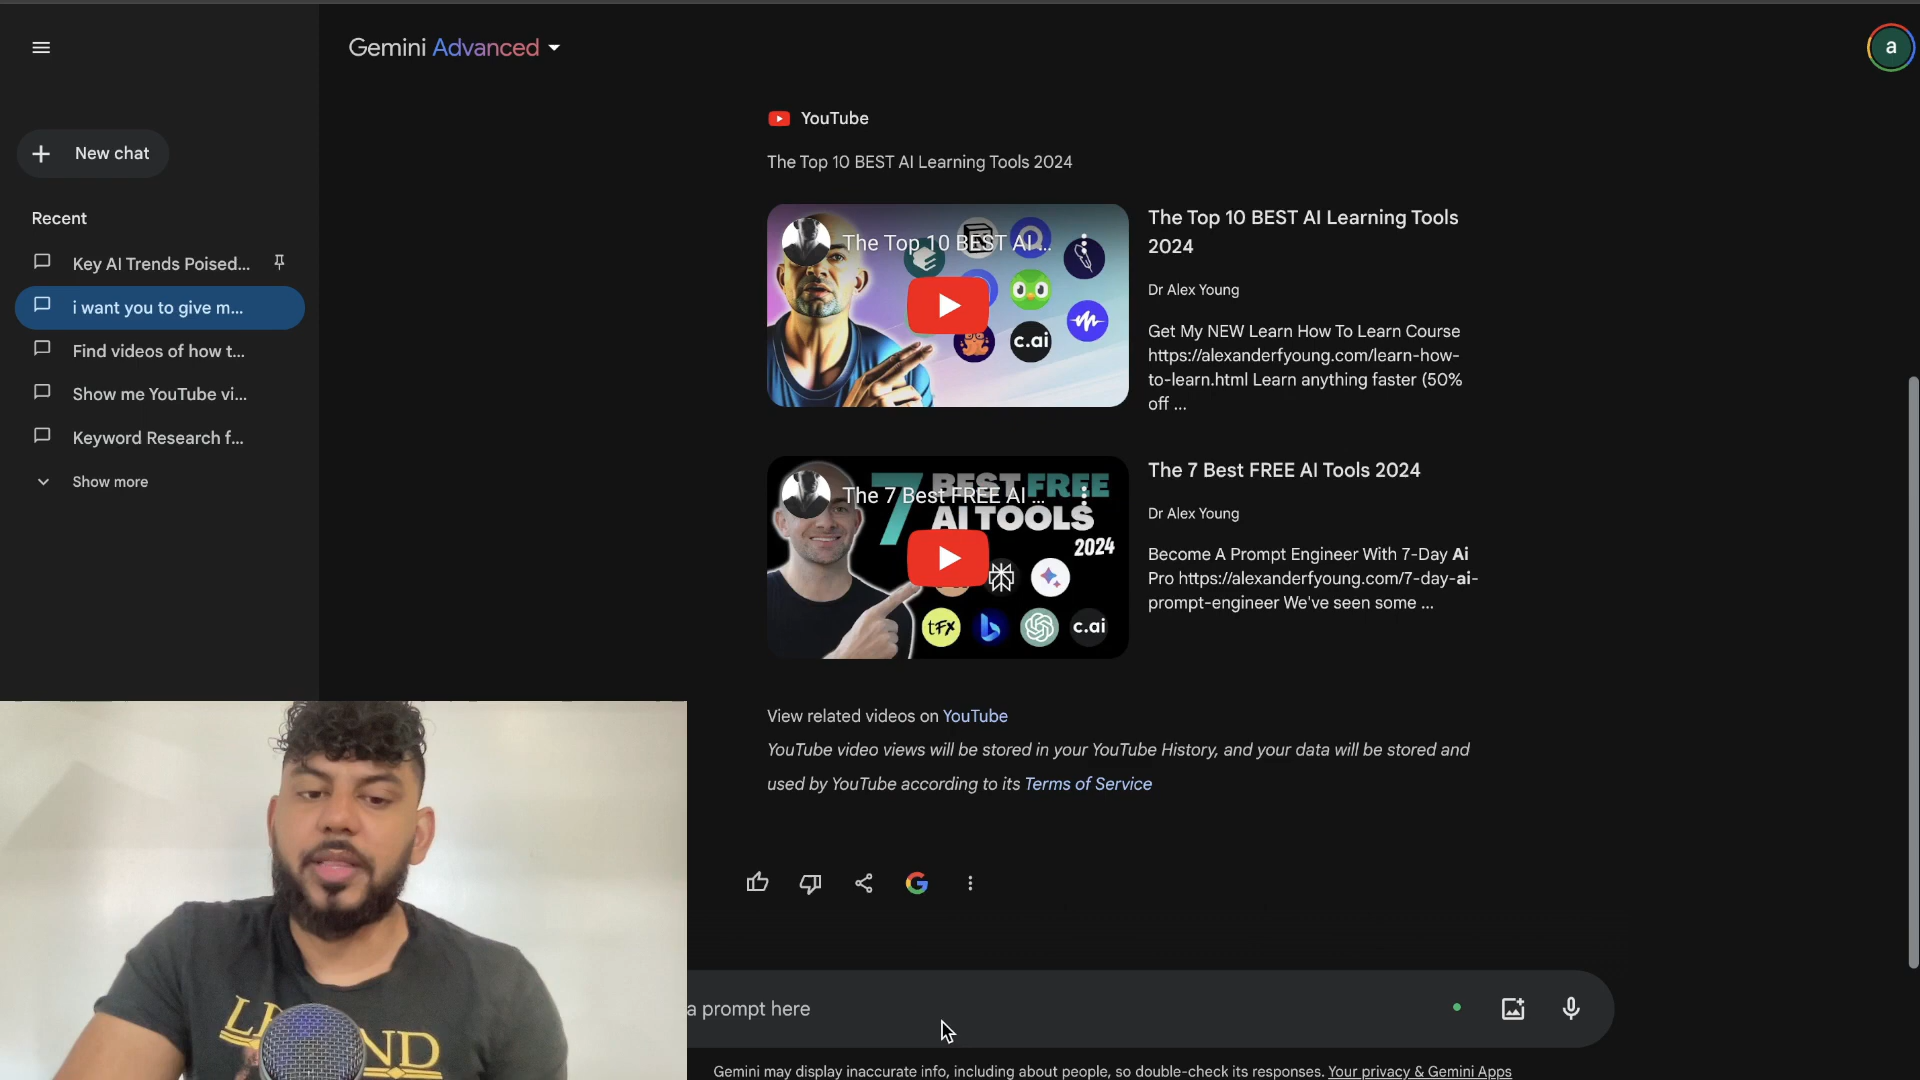 Gemini Advanced
a
New chat
Recent
Key AI Trends Poised...
i want you to give m...
Find videos of how t...
Show me YouTube vi...
Keyword Research f...
Show more
YouTube
The Top 10 BEST AI Learning Tools 2024
The Top 10 BEST AI ...
c.ai
The Top 10 BEST AI Learning Tools
2024
Dr Alex Young
Get My NEW Learn How To Learn Course
https://alexanderfyoung.com/learn-how-
to-learn.html Learn anything faster (50%
off ...
The 7 Best FREE AI ...
7 BEST FREE
AI TOOLS
2024
tFX
c.ai
The 7 Best FREE AI Tools 2024
Dr Alex Young
Become A Prompt Engineer With 7-Day Ai
Pro https://alexanderfyoung.com/7-day-ai-
prompt-engineer We've seen some ...
View related videos on YouTube
YouTube video views will be stored in your YouTube History, and your data will be stored and
used by YouTube according to its Terms of Service
a prompt here
Gemini may display inaccurate info, including about people, so double-check its responses. Your privacy & Gemini Apps